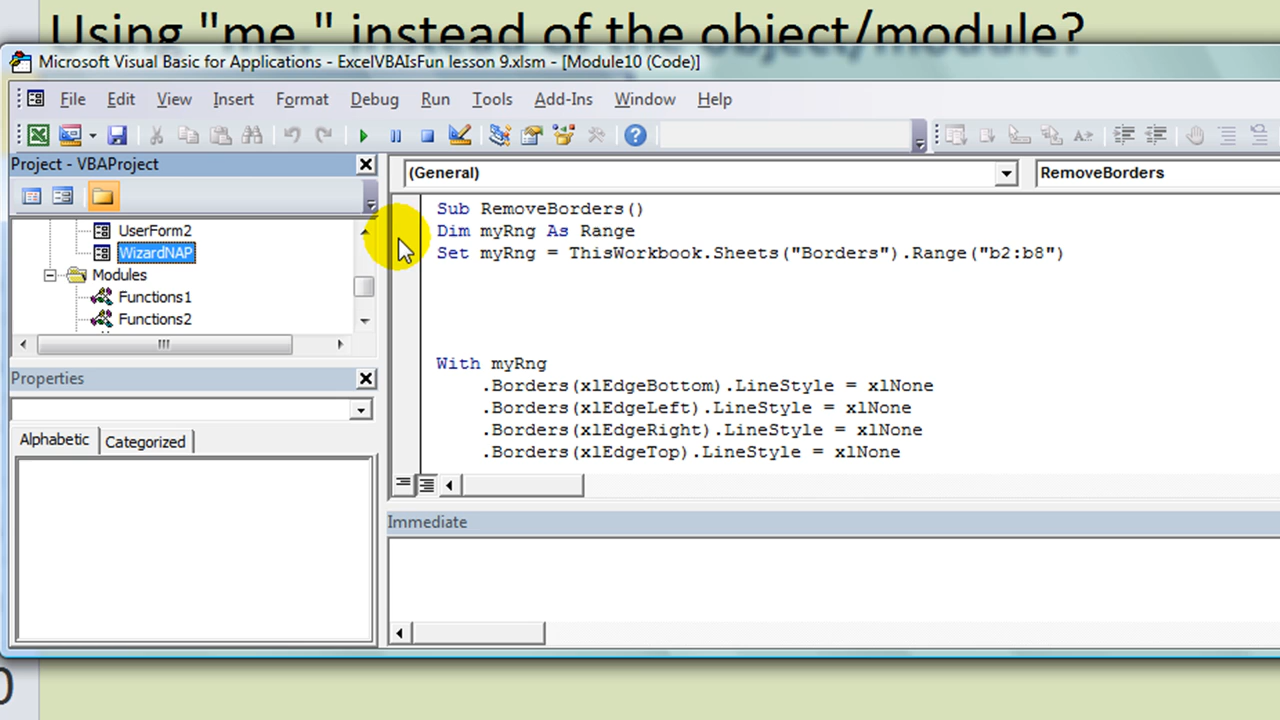 Using "me." instead of the object/module?
Microsoft Visual Basic for Applications - ExcelVBAIsFun lesson 9.xlsm - [Module10 (Code)]
File Edit View Insert Format Debug Run Tools Add-Ins Window Help
Project - VBAProject
(General)
RemoveBorders
UserForm2
WizardNAP
Modules
Functions1
Functions2
Properties
Alphabetic Categorized
Sub RemoveBorders()
Dim myRng As Range
Set myRng = ThisWorkbook.Sheets("Borders").Range("b2:b8")
With myRng
.Borders(xlEdgeBottom).LineStyle = xlNone
.Borders(xlEdgeLeft).LineStyle = xlNone
.Borders(xlEdgeRight).LineStyle = xlNone
.Borders(xlEdgeTop).LineStyle = xlNone
Immediate